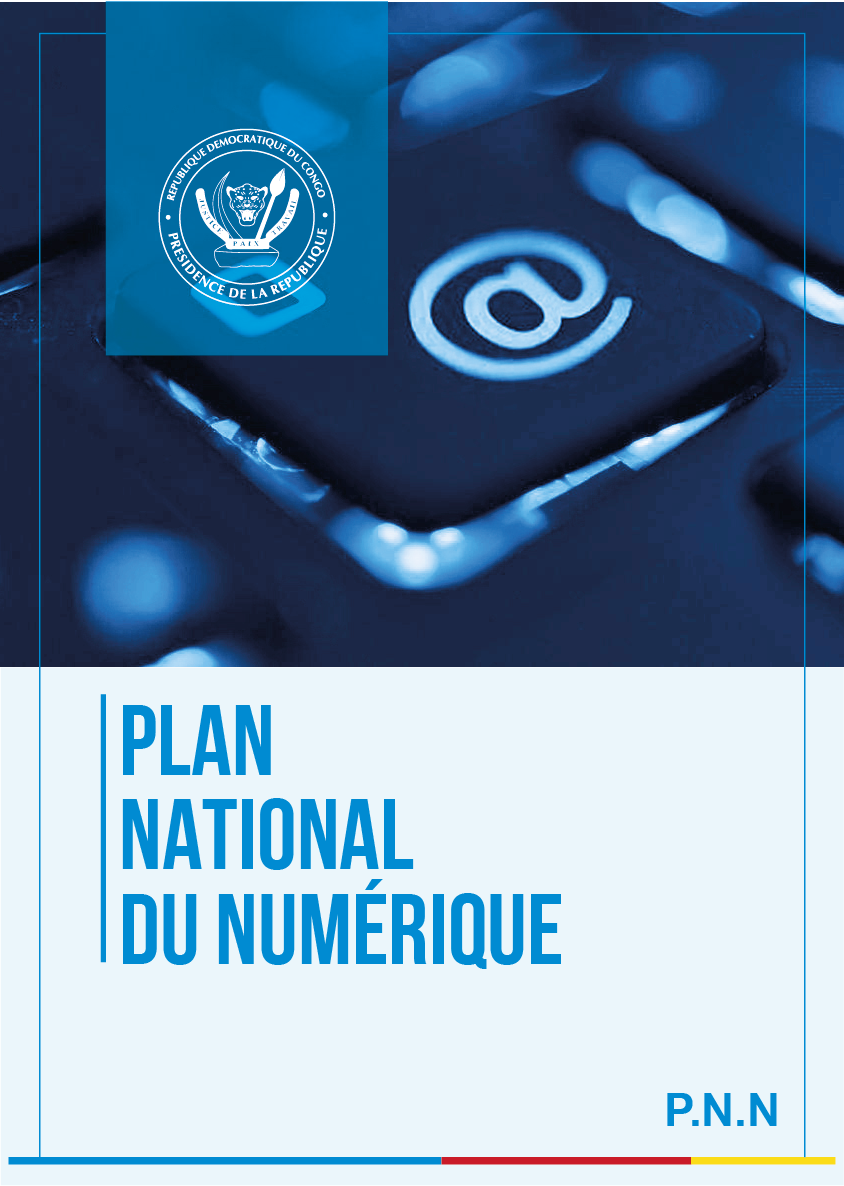 REPUBLIQUE DEMOCRATIQUE DU CONGO
JUSTICE
PAIX
TRAVAIL
PRESIDENCE DE LA REPUBLIQUE
@
PLAN
NATIONAL
DU NUMÉRIQUE
P.N.N